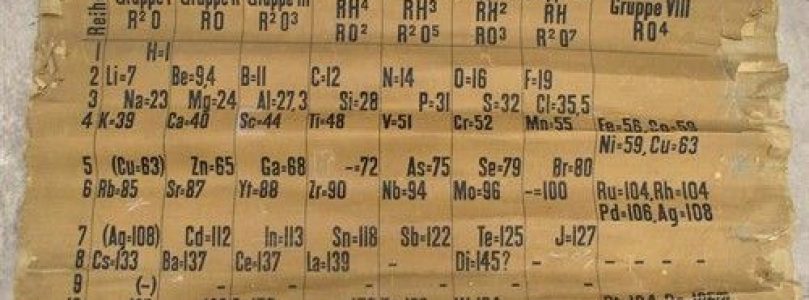 Reihe RH⁴ RH³ RH² RH Gruppe VIII
R²O RO R²O³ RO² R²O⁵ RO³ R²O⁷ RO⁴
1 H=1
2 Li=7 Be=9,4 B=11 C=12 N=14 O=16 F=19
3 Na=23 Mg=24 Al=27,3 Si=28 P=31 S=32 Cl=35,5
4 K=39 Ca=40 Sc=44 Ti=48 V=51 Cr=52 Mn=55 Fe=56, Co=59
Ni=59, Cu=63
5 (Cu=63) Zn=65 Ga=68 -=72 As=75 Se=79 Br=80
6 Rb=85 Sr=87 Yt=88 Zr=90 Nb=94 Mo=96 -=100 Ru=104, Rh=104
Pd=106, Ag=108
7 (Ag=108) Cd=112 In=113 Sn=118 Sb=122 Te=125 J=127
8 Cs=133 Ba=137 Ce=137 La=139 - Di=145? - - - - -
9 (-) - - - - - -